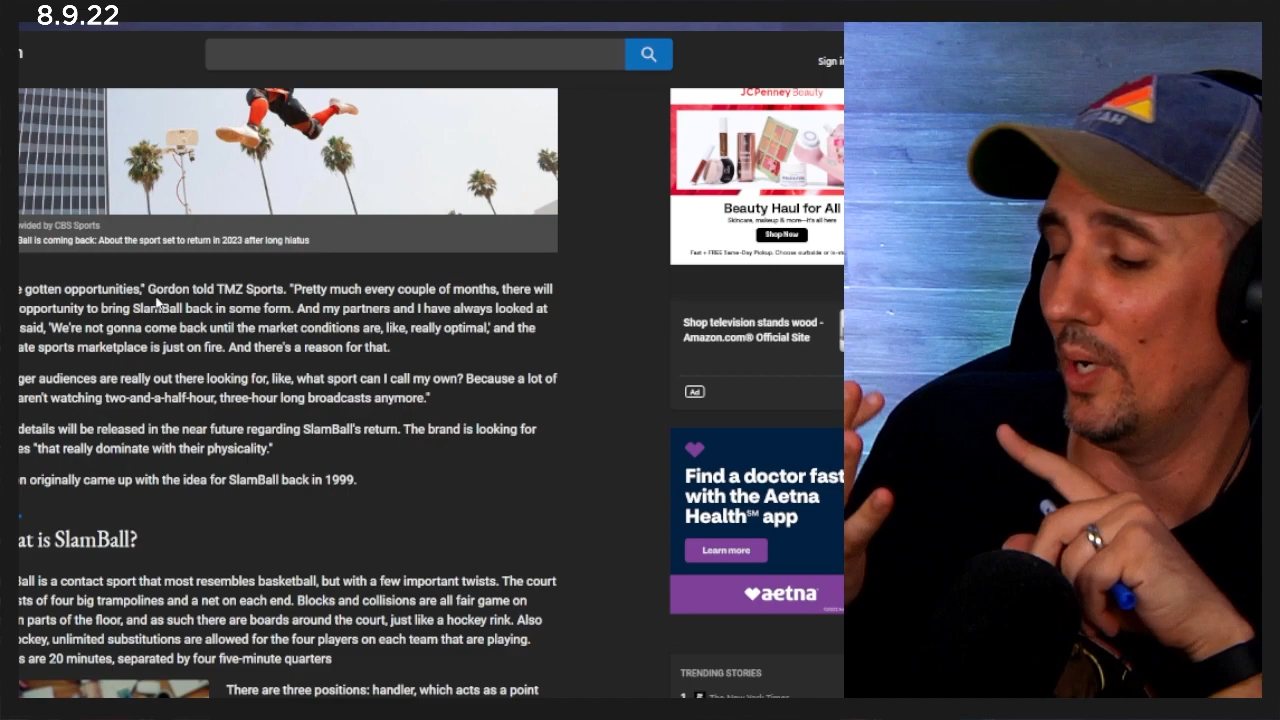 8.9.22
Sign in
JCPenney Beauty
Beauty Haul for All
Skincare, makeup & more—it's all here
Shop Now
vided by CBS Sports
Ball is coming back: About the sport set to return in 2023 after long hiatus
e gotten opportunities," Gordon told TMZ Sports. "Pretty much every couple of months, there will
opportunity to bring SlamBall back in some form. And my partners and I have always looked at
said, 'We're not gonna come back until the market conditions are, like, really optimal,' and the
ate sports marketplace is just on fire. And there's a reason for that.
ger audiences are really out there looking for, like, what sport can I call my own? Because a lot of
aren't watching two-and-a-half-hour, three-hour long broadcasts anymore."
details will be released in the near future regarding SlamBall's return. The brand is looking for
es "that really dominate with their physicality."
n originally came up with the idea for SlamBall back in 1999.
at is SlamBall?
Ball is a contact sport that most resembles basketball, but with a few important twists. The court
sts of four big trampolines and a net on each end. Blocks and collisions are all fair game on
n parts of the floor, and as such there are boards around the court, just like a hockey rink. Also
ockey, unlimited substitutions are allowed for the four players on each team that are playing.
s are 20 minutes, separated by four five-minute quarters
There are three positions: handler, which acts as a point
Shop television stands wood -
Amazon.com® Official Site
Ad
Find a doctor fast
with the Aetna
Health℠ app
Learn more
aetna
TRENDING STORIES
1 The New York Times
UTAH